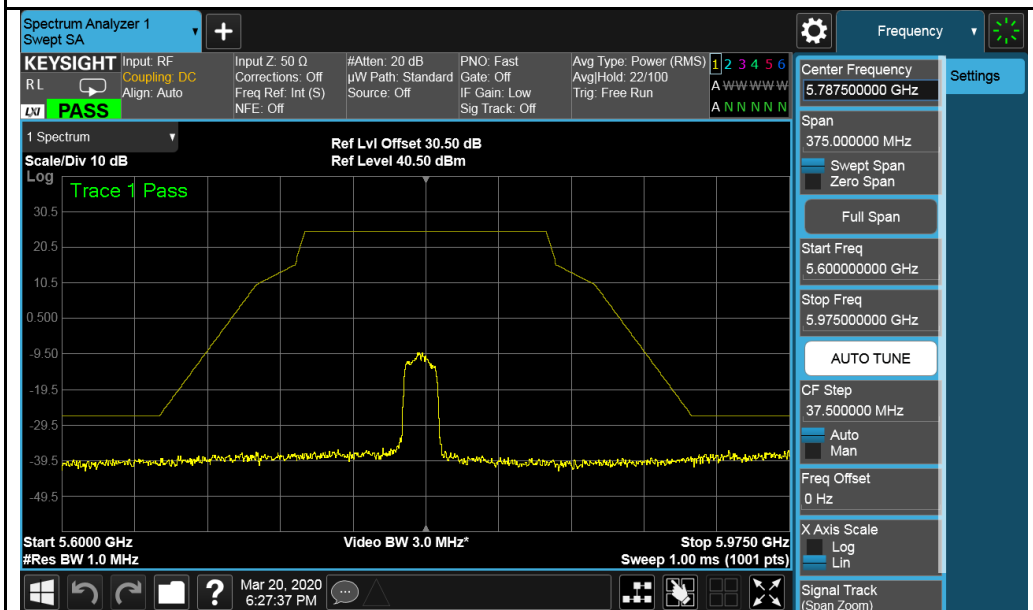 Spectrum Analyzer 1
Swept SA
+
Frequency
KEYSIGHT
RL
LXI PASS
Input: RF
Coupling: DC
Align: Auto
Input Z: 50 Ω
Corrections: Off
Freq Ref: Int (S)
NFE: Off
#Atten: 20 dB
µW Path: Standard
Source: Off
PNO: Fast
Gate: Off
IF Gain: Low
Sig Track: Off
Avg Type: Power (RMS)
Avg|Hold: 22/100
Trig: Free Run
1 2 3 4 5 6
A W W W W W
A N N N N N
1 Spectrum
Scale/Div 10 dB
Ref Lvl Offset 30.50 dB
Ref Level 40.50 dBm
Log
Trace 1 Pass
30.5
20.5
10.5
0.500
-9.50
-19.5
-29.5
-39.5
-49.5
Start 5.6000 GHz
#Res BW 1.0 MHz
Video BW 3.0 MHz*
Stop 5.9750 GHz
Sweep 1.00 ms (1001 pts)
?
Mar 20, 2020
6:27:37 PM
Center Frequency
5.787500000 GHz
Span
375.000000 MHz
Swept Span
Zero Span
Full Span
Start Freq
5.600000000 GHz
Stop Freq
5.975000000 GHz
AUTO TUNE
CF Step
37.500000 MHz
Auto
Man
Freq Offset
0 Hz
X Axis Scale
Log
Lin
Signal Track
(Span Zoom)
Settings